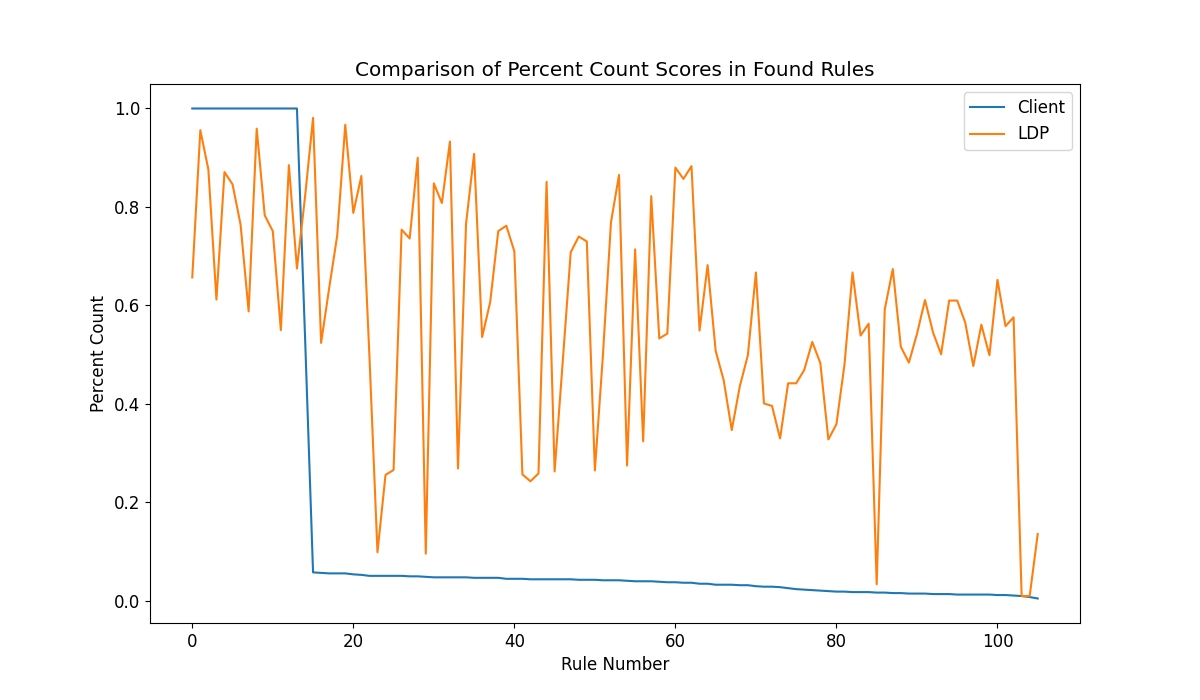 Comparison of Percent Count Scores in Found Rules
Client
LDP
Percent Count
1.0
0.8
0.6
0.4
0.2
0.0
0 20 40 60 80 100
Rule Number